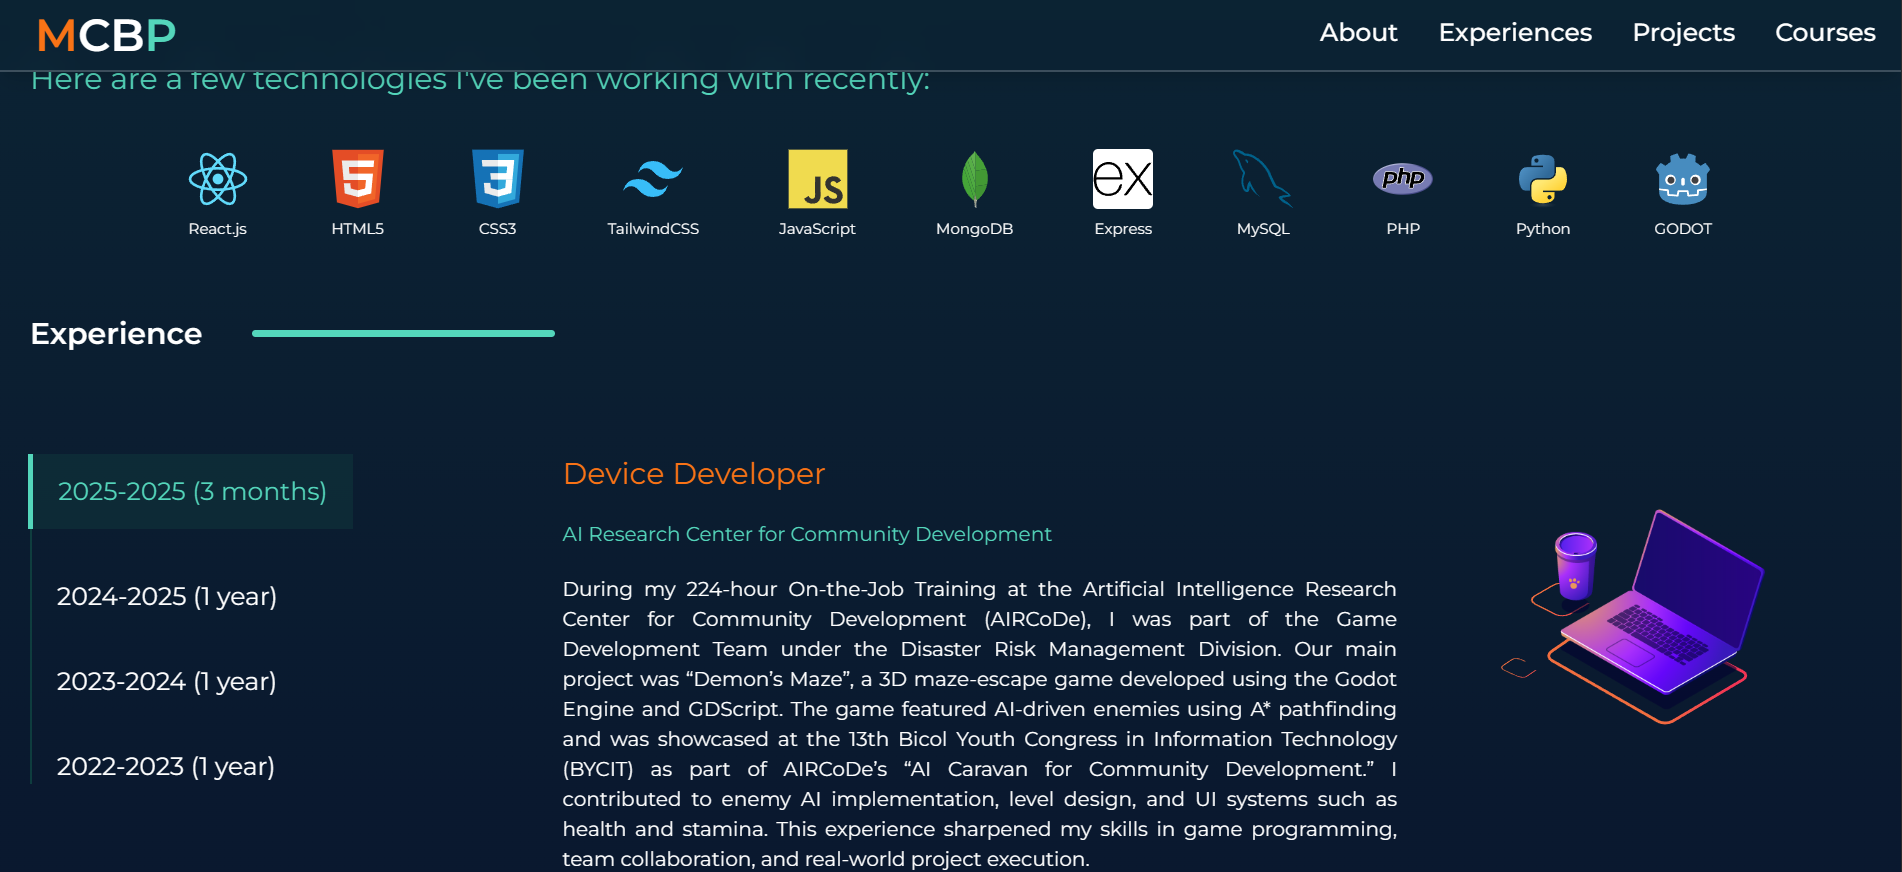 MCBP
About Experiences Projects Courses
Here are a few technologies I've been working with recently:
React.js HTML5 CSS3 TailwindCSS JavaScript MongoDB Express MySQL PHP Python GODOT
5 3 JS ex php
Experience
2025-2025 (3 months)
2024-2025 (1 year)
2023-2024 (1 year)
2022-2023 (1 year)
Device Developer
AI Research Center for Community Development
During my 224-hour On-the-Job Training at the Artificial Intelligence Research
Center for Community Development (AIRCoDe), I was part of the Game
Development Team under the Disaster Risk Management Division. Our main
project was “Demon’s Maze”, a 3D maze-escape game developed using the Godot
Engine and GDScript. The game featured AI-driven enemies using A* pathfinding
and was showcased at the 13th Bicol Youth Congress in Information Technology
(BYCIT) as part of AIRCoDe’s “AI Caravan for Community Development.” I
contributed to enemy AI implementation, level design, and UI systems such as
health and stamina. This experience sharpened my skills in game programming,
team collaboration, and real-world project execution.